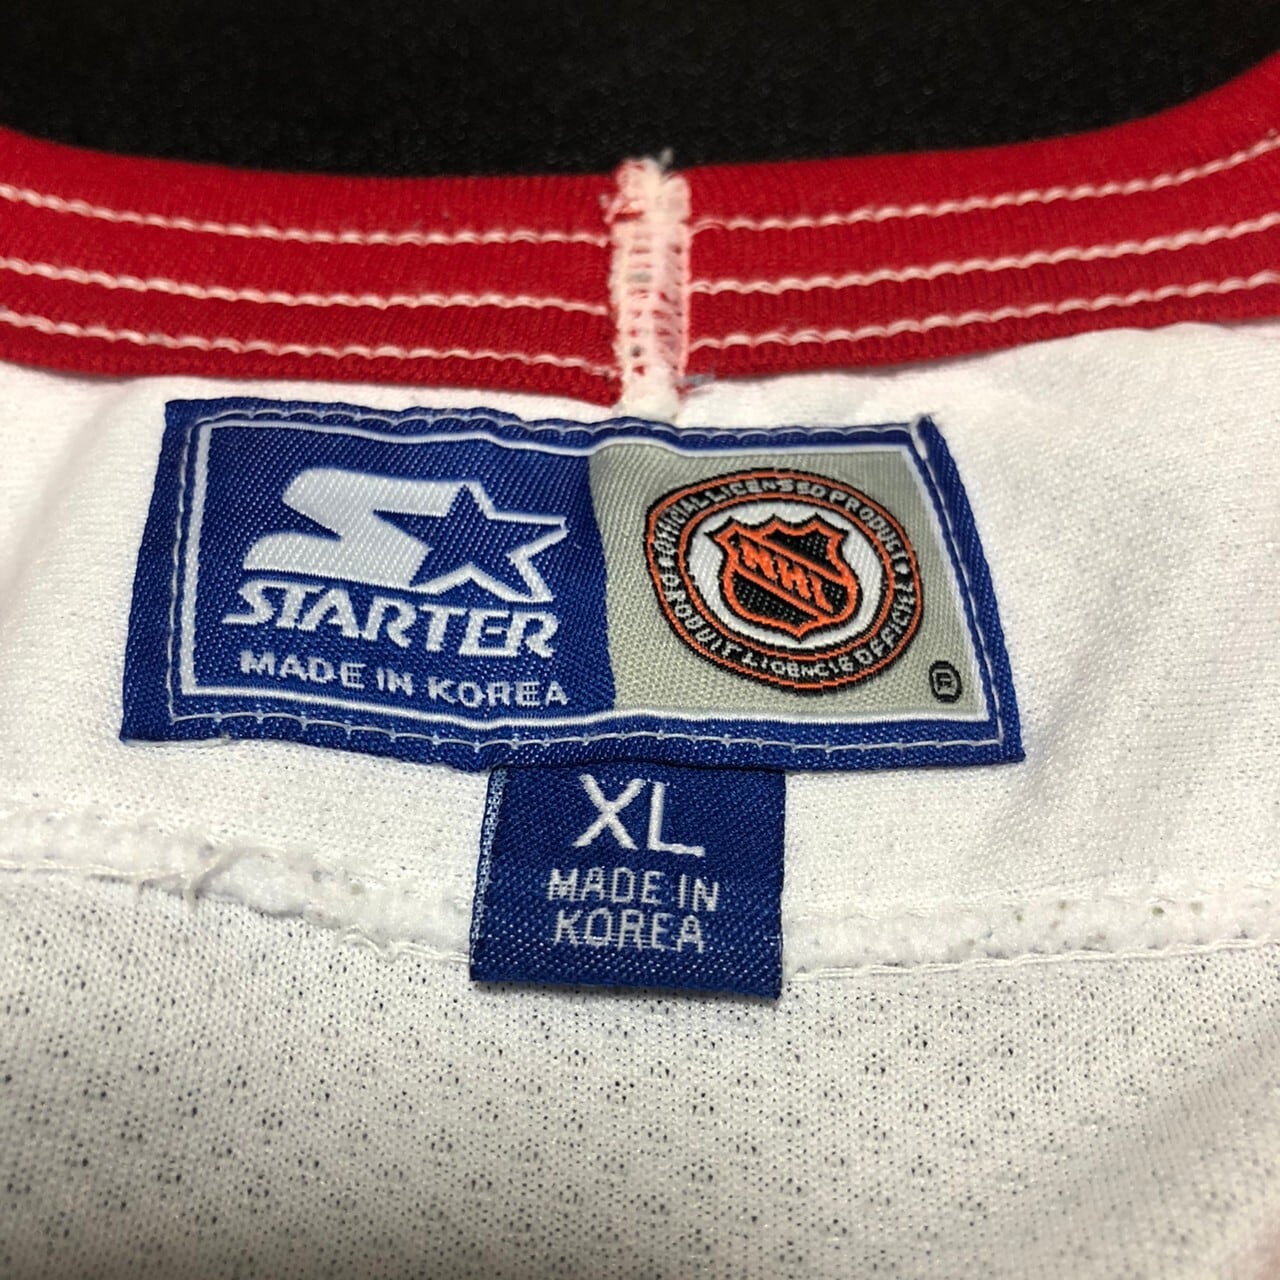 STARTER
MADE IN KOREA
OFFICIAL LICENSED PRODUCT
NHL
PRODUIT LICENCIE OFFICIEL
R
XL
MADE IN
KOREA